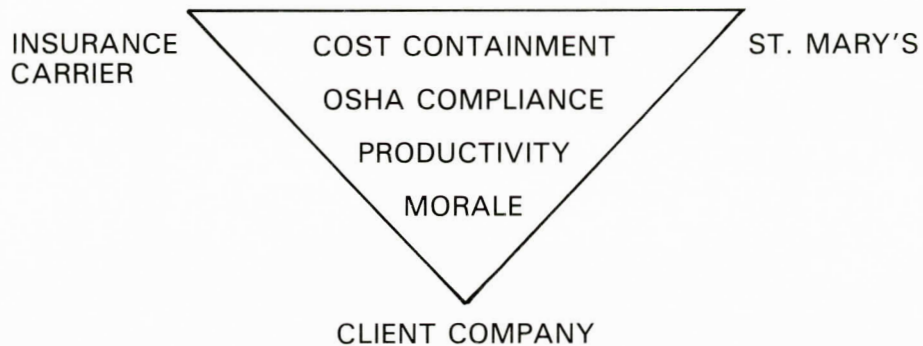 INSURANCE
CARRIER
COST CONTAINMENT
ST. MARY'S
OSHA COMPLIANCE
PRODUCTIVITY
MORALE
CLIENT COMPANY